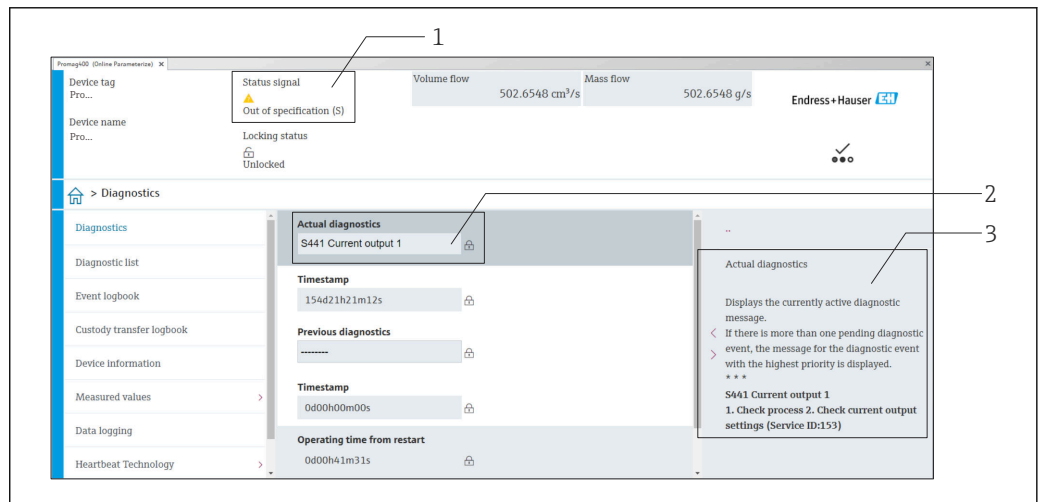 1
Promag400 (Online Parameterize) X
Device tag
Pro...
Device name
Pro...
Status signal
Out of specification (S)
Locking status
Unlocked
Volume flow
502.6548 cm³/s
Mass flow
502.6548 g/s
Endress+Hauser EH
> Diagnostics
2
3
Diagnostics
Diagnostic list
Event logbook
Custody transfer logbook
Device information
Measured values >
Data logging
Heartbeat Technology >
Actual diagnostics
S441 Current output 1
Timestamp
154d21h21m12s
Previous diagnostics
--------
Timestamp
0d00h00m00s
Operating time from restart
0d00h41m31s
..
Actual diagnostics
Displays the currently active diagnostic
message.
If there is more than one pending diagnostic
event, the message for the diagnostic event
with the highest priority is displayed.
* * *
S441 Current output 1
1. Check process 2. Check current output
settings (Service ID:153)